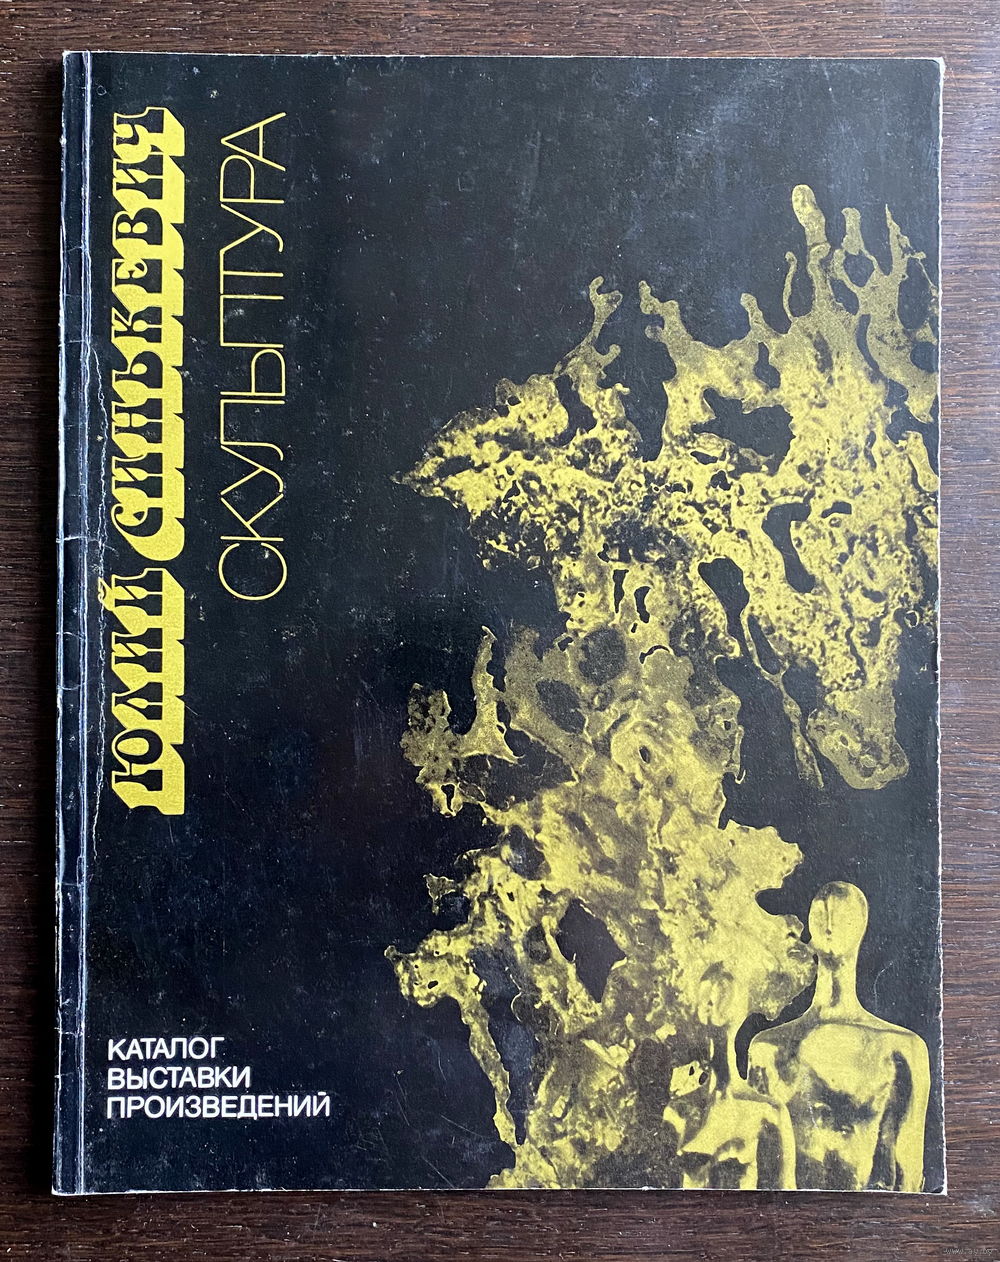 ЮЛИЙ СИНЬКЕВИЧ
СКУЛЬПТУРА
КАТАЛОГ
ВЫСТАВКИ
ПРОИЗВЕДЕНИЙ